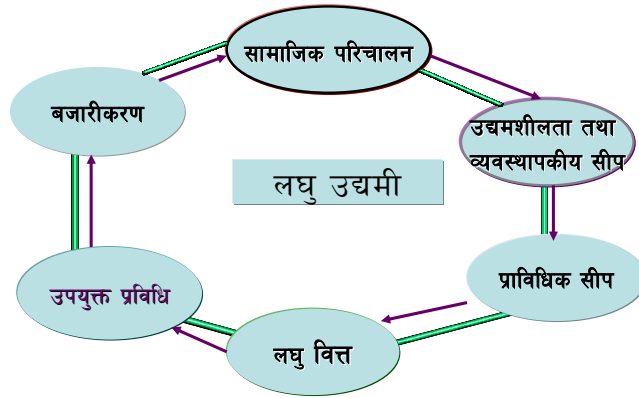 सामाजिक परिचालन
बजारीकरण
उद्यमशीलता तथा
व्यवस्थापकीय सीप
लघु उद्यमी
उपयुक्त प्रविधि
प्राविधिक सीप
लघु वित्त